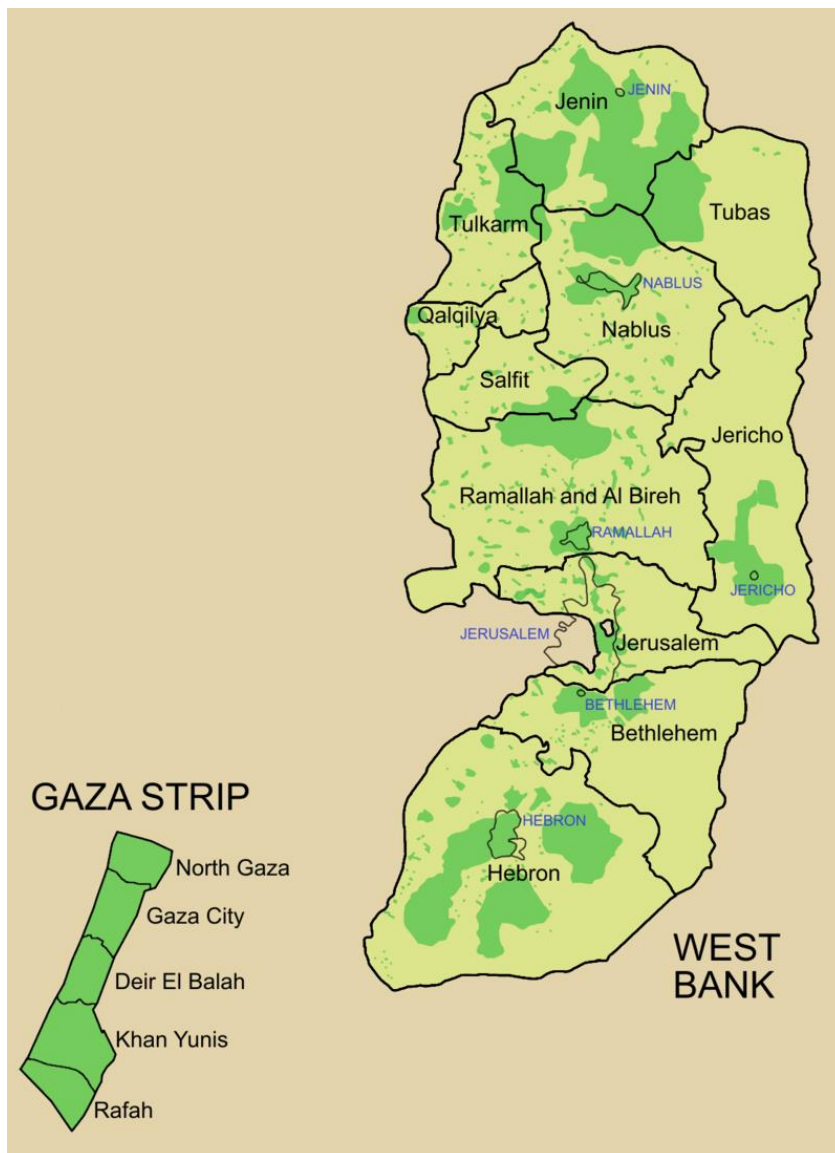 Jenin
JENIN
Tulkarm
Tubas
NABLUS
Qalqilya
Nablus
Salfit
Jericho
Ramallah and Al Bireh
RAMALLAH
JERICHO
JERUSALEM
Jerusalem
BETHLEHEM
Bethlehem
HEBRON
Hebron
WEST
BANK
GAZA STRIP
North Gaza
Gaza City
Deir El Balah
Khan Yunis
Rafah